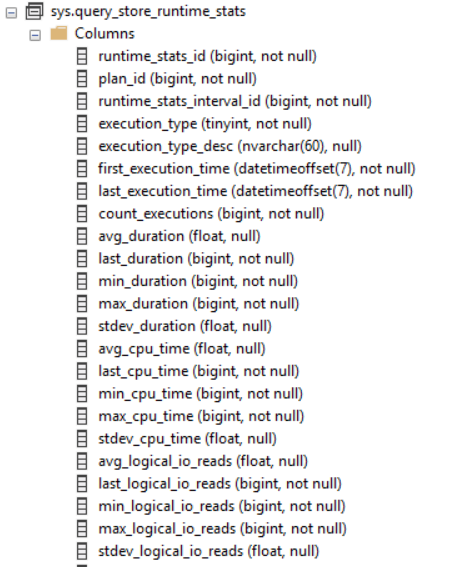 sys.query_store_runtime_stats
Columns
runtime_stats_id (bigint, not null)
plan_id (bigint, not null)
runtime_stats_interval_id (bigint, not null)
execution_type (tinyint, not null)
execution_type_desc (nvarchar(60), null)
first_execution_time (datetimeoffset(7), not null)
last_execution_time (datetimeoffset(7), not null)
count_executions (bigint, not null)
avg_duration (float, null)
last_duration (bigint, not null)
min_duration (bigint, not null)
max_duration (bigint, not null)
stdev_duration (float, null)
avg_cpu_time (float, null)
last_cpu_time (bigint, not null)
min_cpu_time (bigint, not null)
max_cpu_time (bigint, not null)
stdev_cpu_time (float, null)
avg_logical_io_reads (float, null)
last_logical_io_reads (bigint, not null)
min_logical_io_reads (bigint, not null)
max_logical_io_reads (bigint, not null)
stdev_logical_io_reads (float, null)